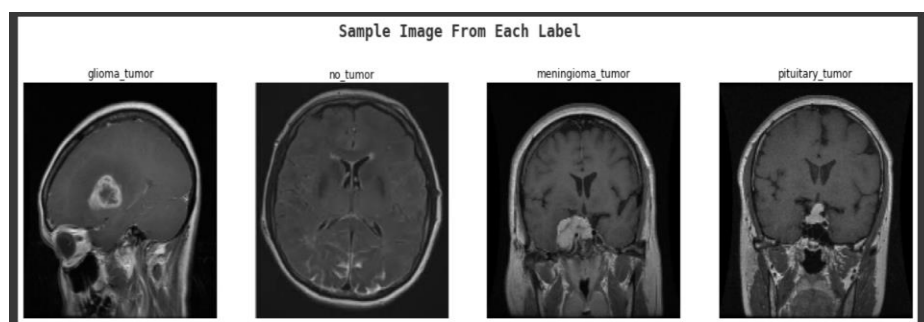 Sample Image From Each Label
glioma_tumor
no_tumor
meningioma_tumor
pituitary_tumor